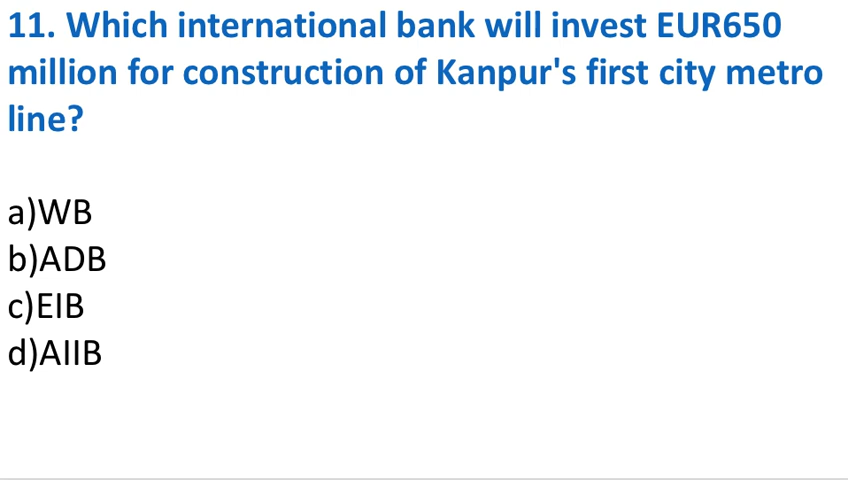 11. Which international bank will invest EUR650
million for construction of Kanpur's first city metro
line?
a)WB
b)ADB
c)EIB
d)AIIB